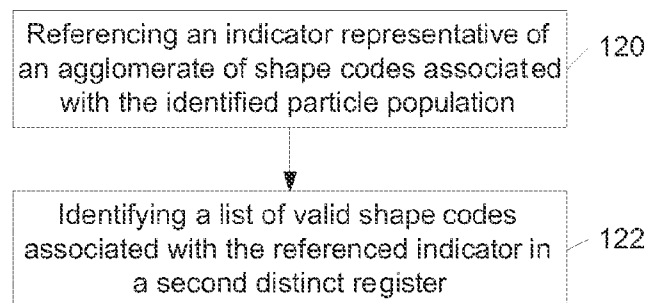 Referencing an indicator representative of
an agglomerate of shape codes associated
with the identified particle population
120
Identifying a list of valid shape codes
associated with the referenced indicator in
a second distinct register
122